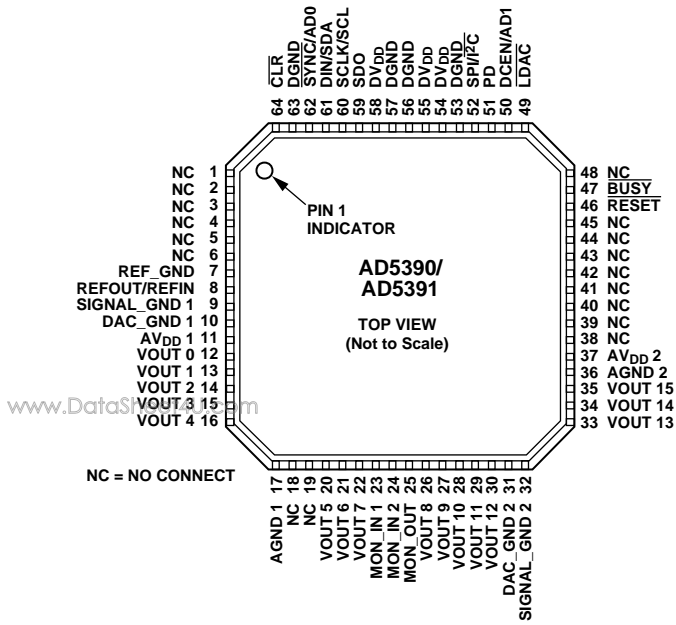 64 CLR
63 DGND
62 SYNC/AD0
61 DIN/SDA
60 SCLK/SCL
59 SDO
58 DVDD
57 DGND
56 DGND
55 DVDD
54 DVDD
53 DGND
52 SPI/I²C
51 PD
50 DCEN/AD1
49 LDAC
NC 1
NC 2
NC 3
NC 4
NC 5
NC 6
REF_GND 7
REFOUT/REFIN 8
SIGNAL_GND 1 9
DAC_GND 1 10
AVDD 1 11
VOUT 0 12
VOUT 1 13
VOUT 2 14
VOUT 3 15
VOUT 4 16
www.DataSheet4U.com
PIN 1
INDICATOR
AD5390/
AD5391
TOP VIEW
(Not to Scale)
48 NC
47 BUSY
46 RESET
45 NC
44 NC
43 NC
42 NC
41 NC
40 NC
39 NC
38 NC
37 AVDD 2
36 AGND 2
35 VOUT 15
34 VOUT 14
33 VOUT 13
NC = NO CONNECT
AGND 1 17
NC 18
NC 19
VOUT 5 20
VOUT 6 21
VOUT 7 22
MON_IN 1 23
MON_IN 2 24
MON_OUT 25
VOUT 8 26
VOUT 9 27
VOUT 10 28
VOUT 11 29
VOUT 12 30
DAC_GND 2 31
SIGNAL_GND 2 32